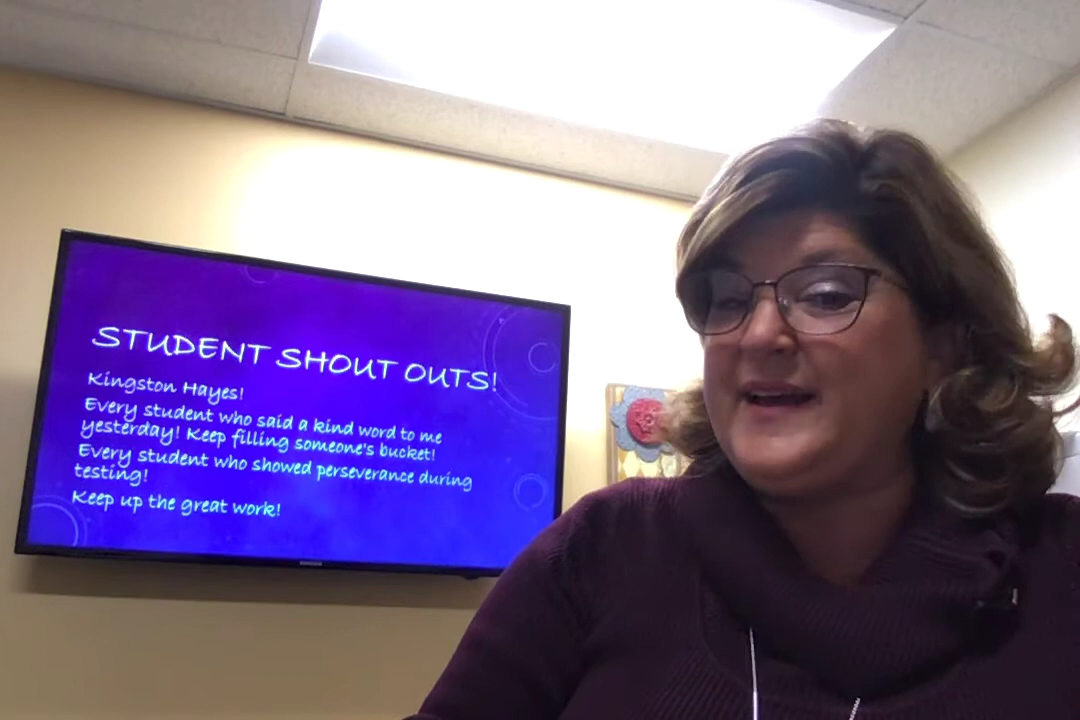 STUDENT SHOUT OUTS!
Kingston Hayes!
Every student who said a kind word to me
yesterday! Keep filling someone's bucket!
Every student who showed perseverance during
testing!
Keep up the great work!